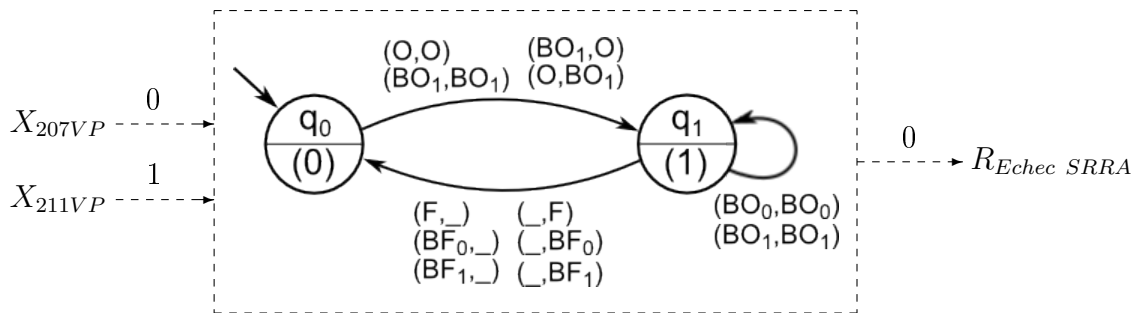 (O,O) (BO₁,O)
(BO₁,BO₁) (O,BO₁)
X₂₀₇VP 0
q₀
(0)
q₁
(1)
0
R_Echec SRRA
X₂₁₁VP 1
(F,_) (_,F)
(BF₀,_) (_,BF₀)
(BF₁,_) (_,BF₁)
(BO₀,BO₀)
(BO₁,BO₁)